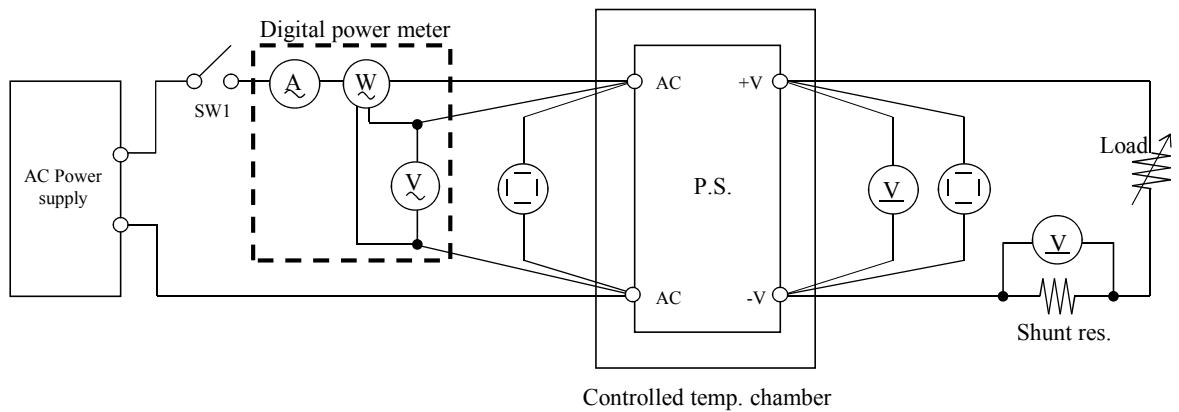 Digital power meter
A
W
AC
+V
SW1
Load
AC Power
supply
V
P.S.
V
V
AC
-V
Shunt res.
Controlled temp. chamber